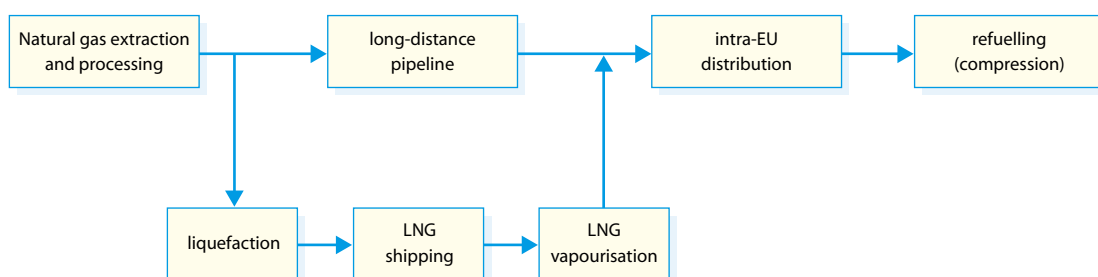 Natural gas extraction
and processing
long-distance
pipeline
intra-EU
distribution
refuelling
(compression)
liquefaction
LNG
shipping
LNG
vapourisation